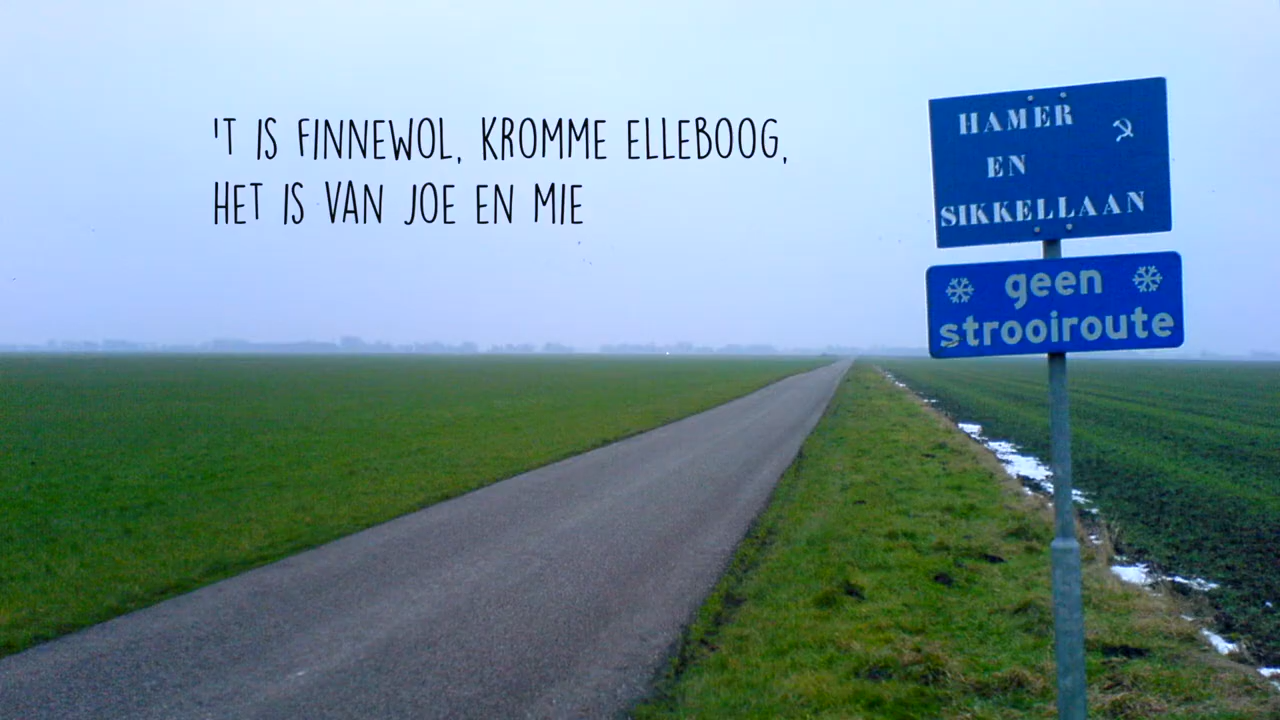 'T IS FINNEWOL, KROMME ELLEBOOG,
HET IS VAN JOE EN MIE
HAMER
EN
SIKKELLAAN
geen
strooiroute